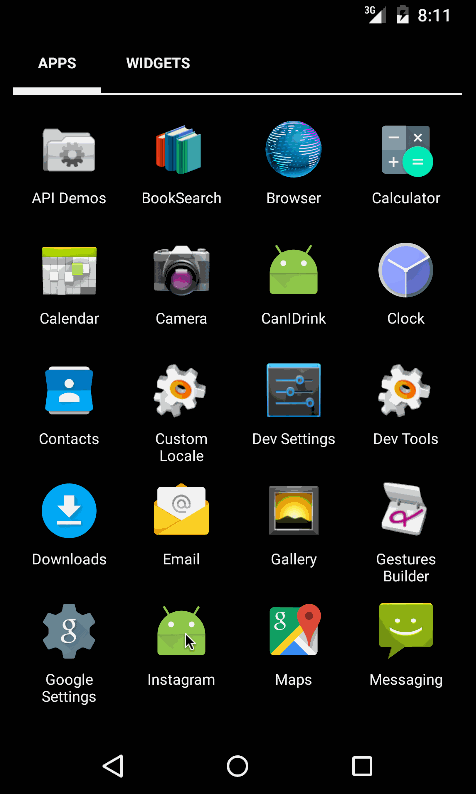 3G 8:11
APPS WIDGETS
API Demos BookSearch Browser Calculator
Calendar Camera CanIDrink Clock
Contacts Custom Locale Dev Settings Dev Tools
Downloads Email Gallery Gestures Builder
Google Settings Instagram Maps Messaging